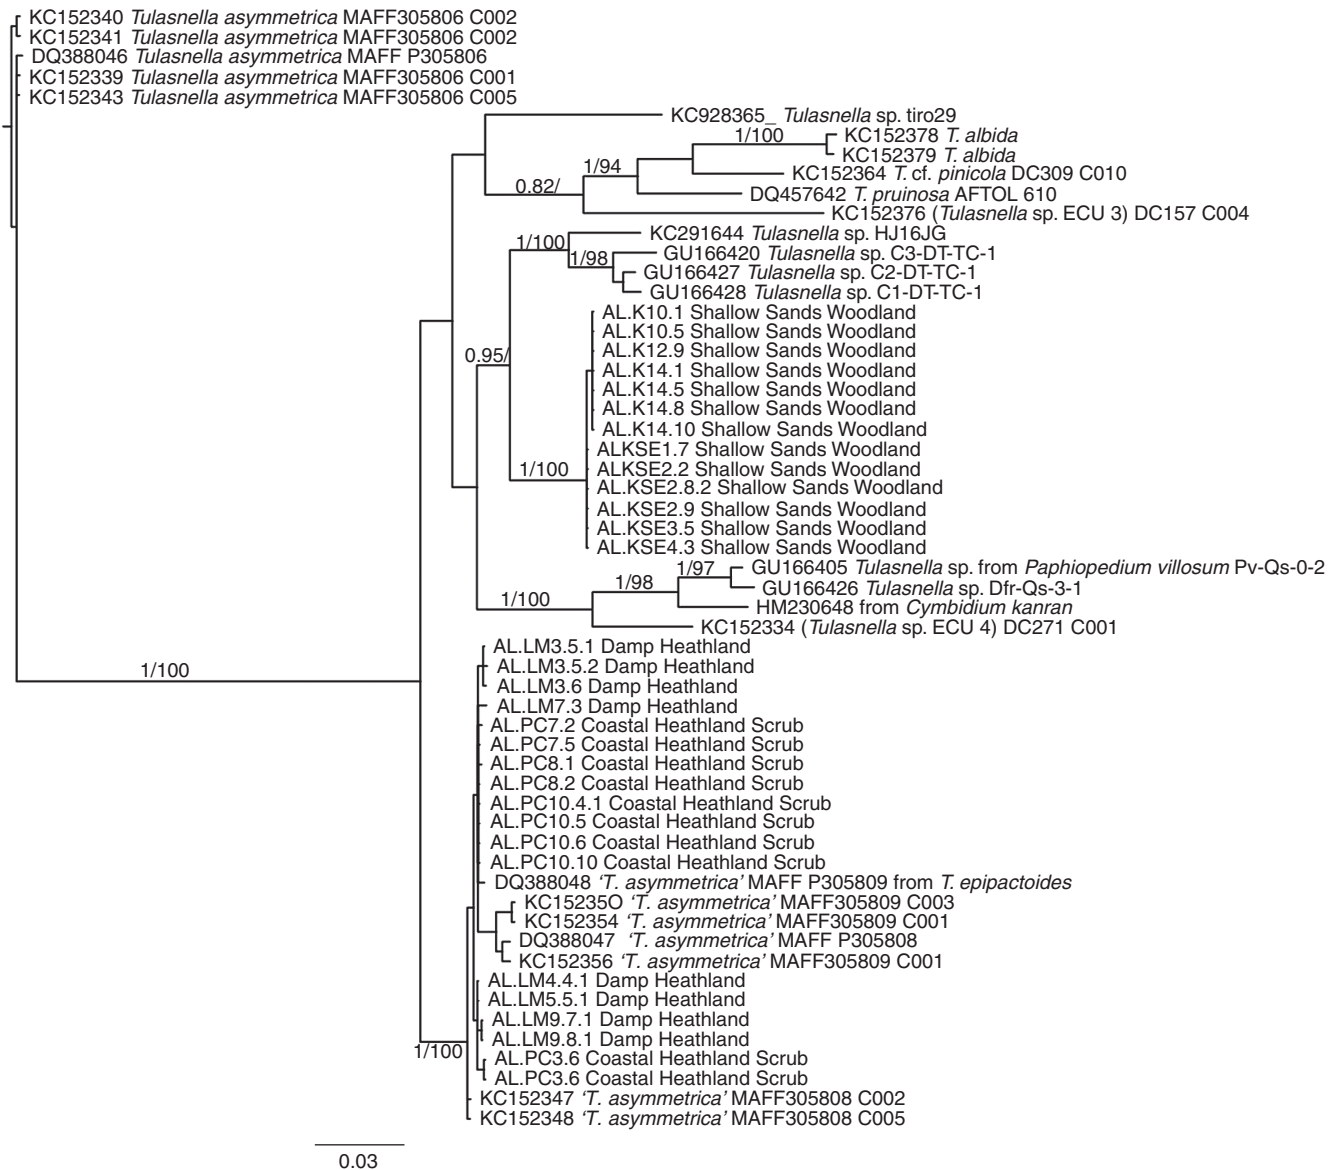 KC152340 Tulasnella asymmetrica MAFF305806 C002
KC152341 Tulasnella asymmetrica MAFF305806 C002
DQ388046 Tulasnella asymmetrica MAFF P305806
KC152339 Tulasnella asymmetrica MAFF305806 C001
KC152343 Tulasnella asymmetrica MAFF305806 C005
KC928365_ Tulasnella sp. tiro29
1/100
KC152378 T. albida
KC152379 T. albida
1/94
KC152364 T. cf. pinicola DC309 C010
0.82/
DQ457642 T. pruinosa AFTOL 610
KC152376 (Tulasnella sp. ECU 3) DC157 C004
KC291644 Tulasnella sp. HJ16JG
1/100
GU166420 Tulasnella sp. C3-DT-TC-1
1/98
GU166427 Tulasnella sp. C2-DT-TC-1
GU166428 Tulasnella sp. C1-DT-TC-1
AL.K10.1 Shallow Sands Woodland
AL.K10.5 Shallow Sands Woodland
AL.K12.9 Shallow Sands Woodland
0.95/
AL.K14.1 Shallow Sands Woodland
AL.K14.5 Shallow Sands Woodland
AL.K14.8 Shallow Sands Woodland
AL.K14.10 Shallow Sands Woodland
ALKSE1.7 Shallow Sands Woodland
1/100
ALKSE2.2 Shallow Sands Woodland
AL.KSE2.8.2 Shallow Sands Woodland
AL.KSE2.9 Shallow Sands Woodland
AL.KSE3.5 Shallow Sands Woodland
AL.KSE4.3 Shallow Sands Woodland
1/97
GU166405 Tulasnella sp. from Paphiopedium villosum Pv-Qs-0-2
1/98
GU166426 Tulasnella sp. Dfr-Qs-3-1
1/100
HM230648 from Cymbidium kanran
KC152334 (Tulasnella sp. ECU 4) DC271 C001
AL.LM3.5.1 Damp Heathland
1/100
AL.LM3.5.2 Damp Heathland
AL.LM3.6 Damp Heathland
AL.LM7.3 Damp Heathland
AL.PC7.2 Coastal Heathland Scrub
AL.PC7.5 Coastal Heathland Scrub
AL.PC8.1 Coastal Heathland Scrub
AL.PC8.2 Coastal Heathland Scrub
AL.PC10.4.1 Coastal Heathland Scrub
AL.PC10.5 Coastal Heathland Scrub
AL.PC10.6 Coastal Heathland Scrub
AL.PC10.10 Coastal Heathland Scrub
DQ388048 ‘T. asymmetrica’ MAFF P305809 from T. epipactoides
KC15235O ‘T. asymmetrica’ MAFF305809 C003
KC152354 ‘T. asymmetrica’ MAFF305809 C001
DQ388047 ‘T. asymmetrica’ MAFF P305808
KC152356 ‘T. asymmetrica’ MAFF305809 C001
AL.LM4.4.1 Damp Heathland
AL.LM5.5.1 Damp Heathland
AL.LM9.7.1 Damp Heathland
AL.LM9.8.1 Damp Heathland
1/100
AL.PC3.6 Coastal Heathland Scrub
AL.PC3.6 Coastal Heathland Scrub
KC152347 ‘T. asymmetrica’ MAFF305808 C002
KC152348 ‘T. asymmetrica’ MAFF305808 C005
0.03